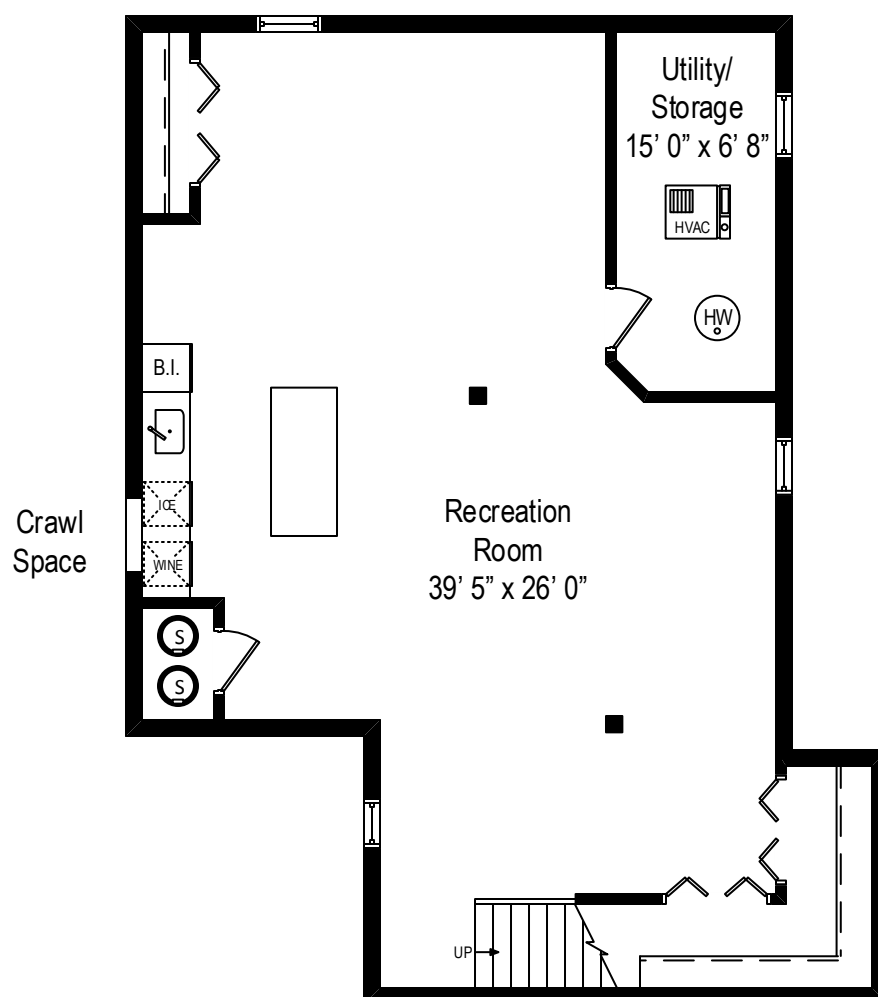 Utility/
Storage
15’ 0” x 6’ 8”
HVAC
HW
B.I.
ICE
WINE
Crawl
Space
Recreation
Room
39’ 5” x 26’ 0”
S
S
UP